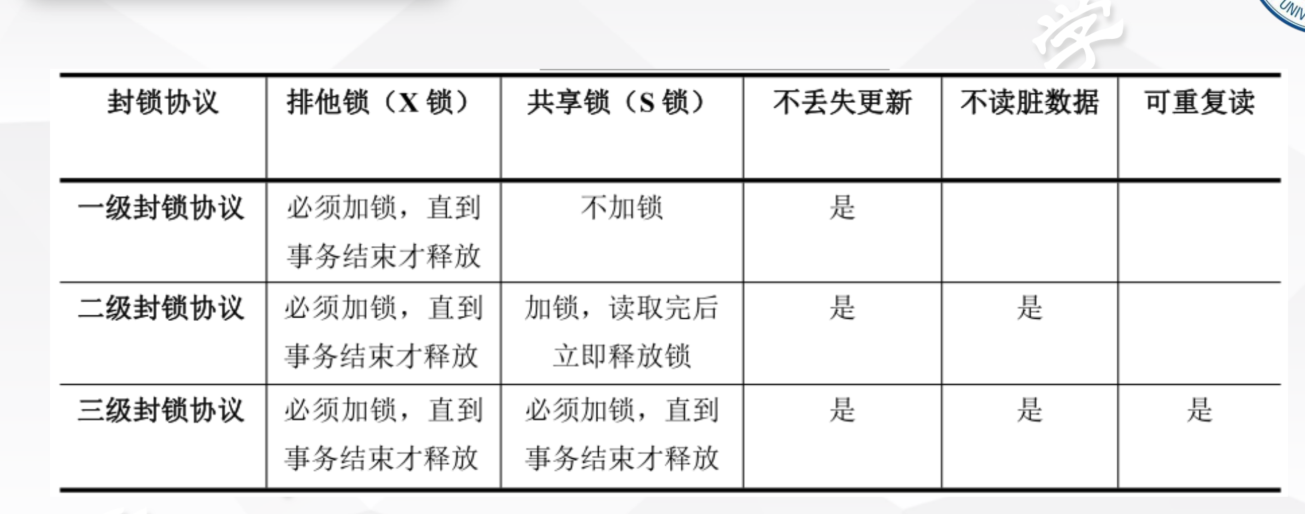 学
UNIV
封锁协议 排他锁（X 锁） 共享锁（S 锁） 不丢失更新 不读脏数据 可重复读
一级封锁协议 必须加锁，直到 不加锁 是
事务结束才释放
二级封锁协议 必须加锁，直到 加锁，读取完后 是 是
事务结束才释放 立即释放锁
三级封锁协议 必须加锁，直到 必须加锁，直到 是 是 是
事务结束才释放 事务结束才释放